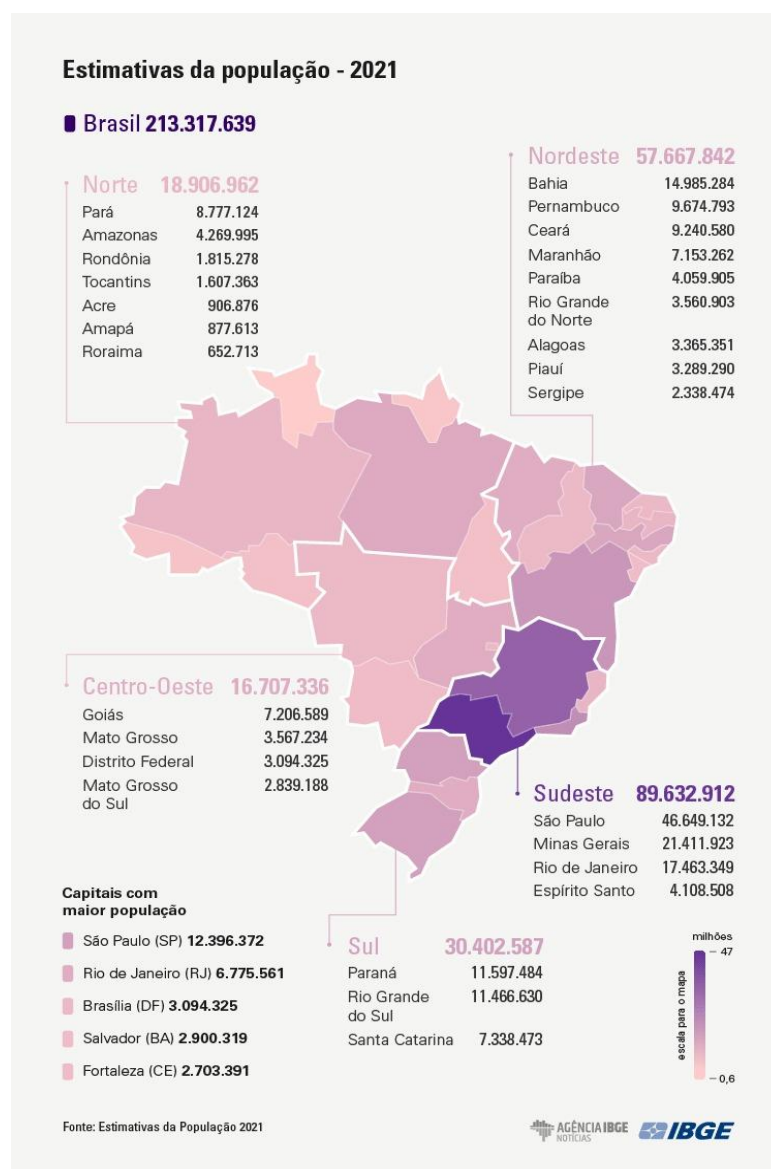 Estimativas da população - 2021
Brasil 213.317.639
Norte 18.906.962
Pará 8.777.124
Amazonas 4.269.995
Rondônia 1.815.278
Tocantins 1.607.363
Acre 906.876
Amapá 877.613
Roraima 652.713
Nordeste 57.667.842
Bahia 14.985.284
Pernambuco 9.674.793
Ceará 9.240.580
Maranhão 7.153.262
Paraíba 4.059.905
Rio Grande 3.560.903
do Norte
Alagoas 3.365.351
Piauí 3.289.290
Sergipe 2.338.474
Centro-Oeste 16.707.336
Goiás 7.206.589
Mato Grosso 3.567.234
Distrito Federal 3.094.325
Mato Grosso 2.839.188
do Sul
Sudeste 89.632.912
São Paulo 46.649.132
Minas Gerais 21.411.923
Rio de Janeiro 17.463.349
Espírito Santo 4.108.508
Capitais com
maior população
São Paulo (SP) 12.396.372
Rio de Janeiro (RJ) 6.775.561
Brasília (DF) 3.094.325
Salvador (BA) 2.900.319
Fortaleza (CE) 2.703.391
Sul 30.402.587
Paraná 11.597.484
Rio Grande 11.466.630
do Sul
Santa Catarina 7.338.473
milhões
47
escala para o mapa
0,6
Fonte: Estimativas da População 2021
AGÊNCIA IBGE
NOTÍCIAS
IBGE